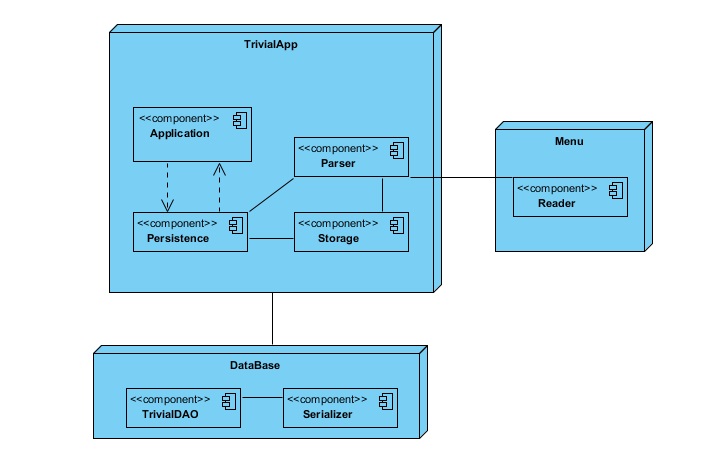 TrivialApp
<<component>>
Application
<<component>>
Parser
Menu
<<component>>
Reader
<<component>>
Persistence
<<component>>
Storage
DataBase
<<component>>
TrivialDAO
<<component>>
Serializer